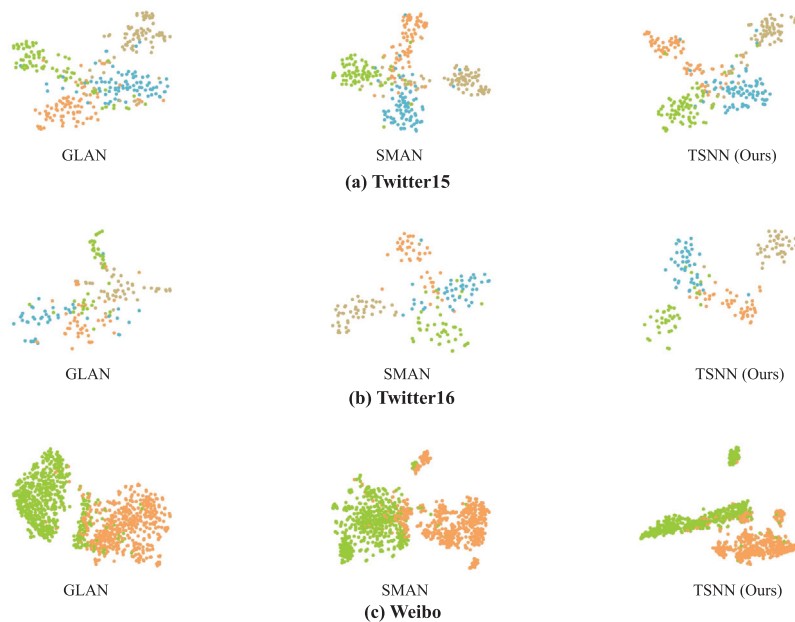 GLAN SMAN TSNN (Ours)
(a) Twitter15
GLAN SMAN TSNN (Ours)
(b) Twitter16
GLAN SMAN TSNN (Ours)
(c) Weibo